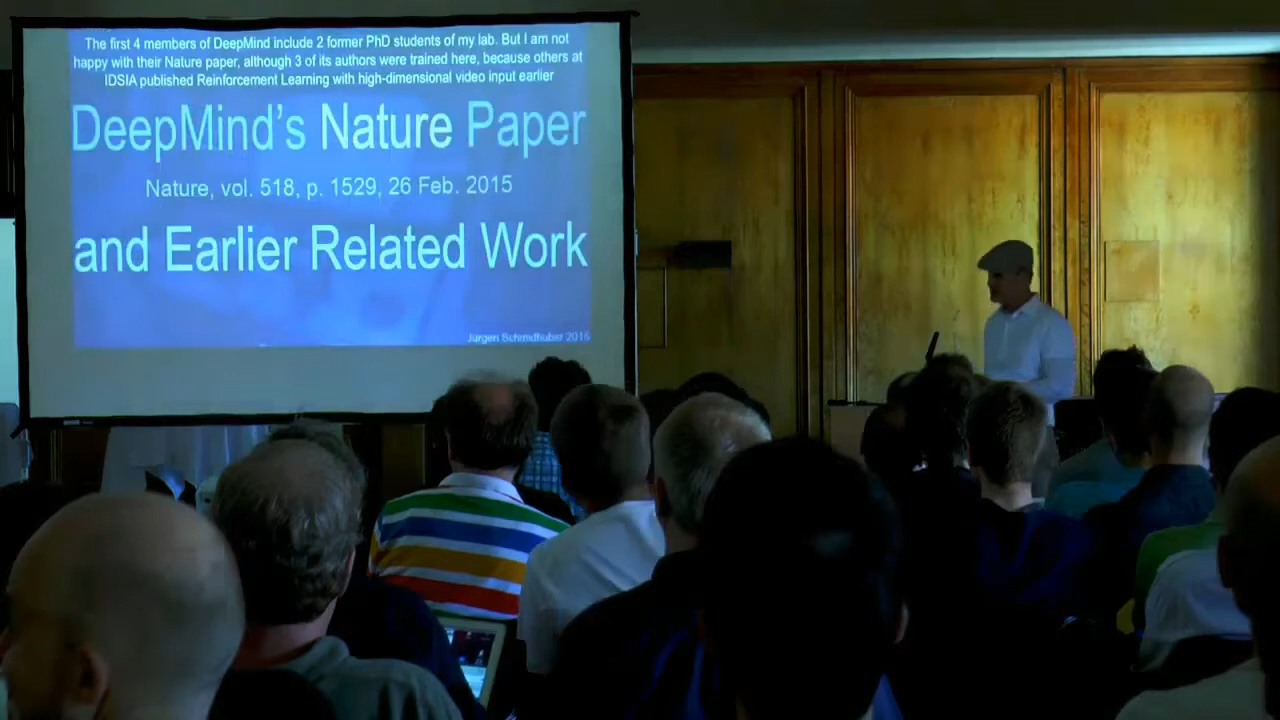 The first 4 members of DeepMind include 2 former PhD students of my lab. But I am not
happy with their Nature paper, although 3 of its authors were trained here, because others at
IDSIA published Reinforcement Learning with high-dimensional video input earlier
DeepMind's Nature Paper
Nature, vol. 518, p. 1529, 26 Feb. 2015
and Earlier Related Work
Jürgen Schmidhuber 2016